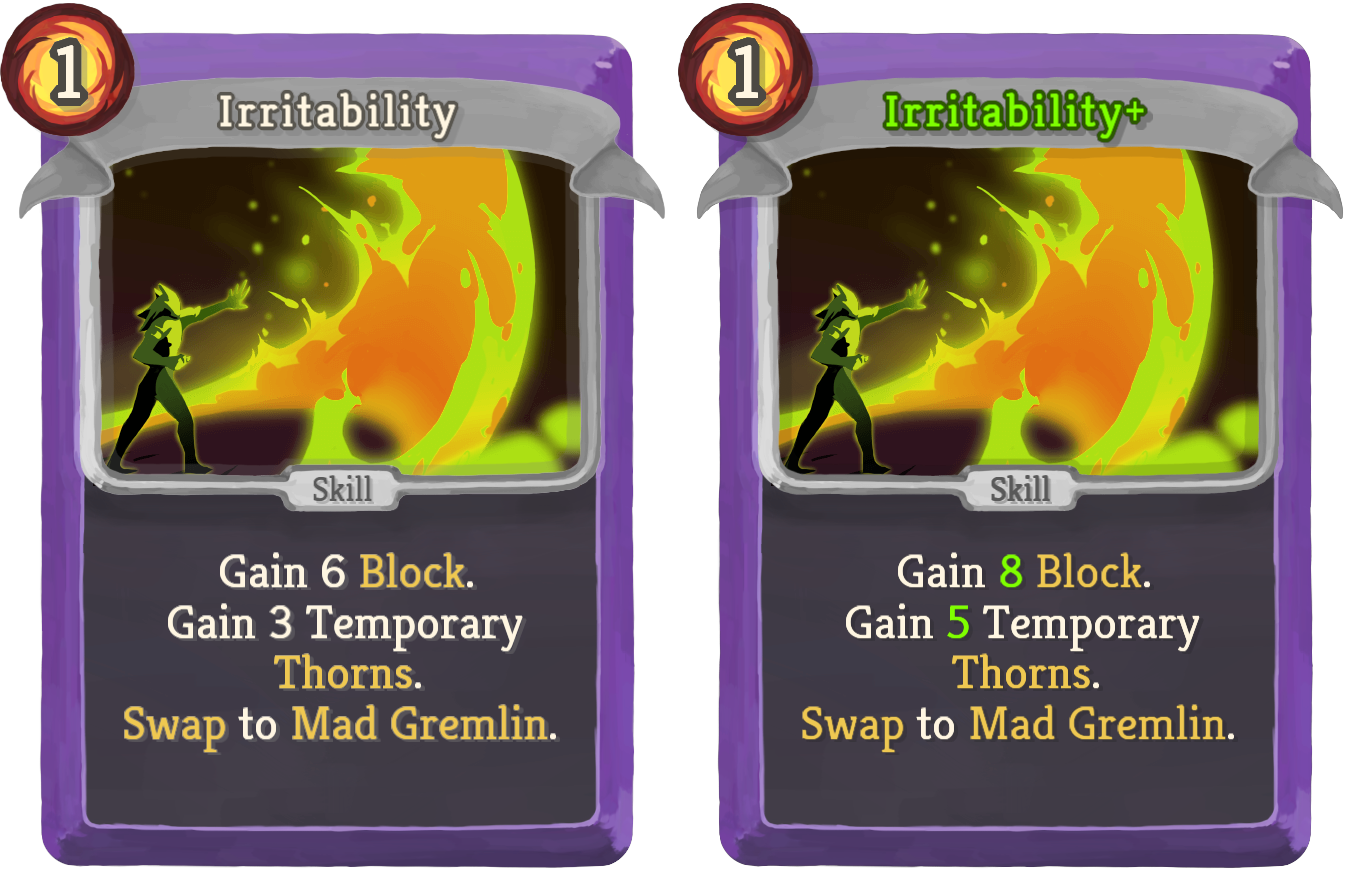 1
Irritability
Skill
Gain 6 Block.
Gain 3 Temporary
Thorns.
Swap to Mad Gremlin.
1
Irritability+
Skill
Gain 8 Block.
Gain 5 Temporary
Thorns.
Swap to Mad Gremlin.